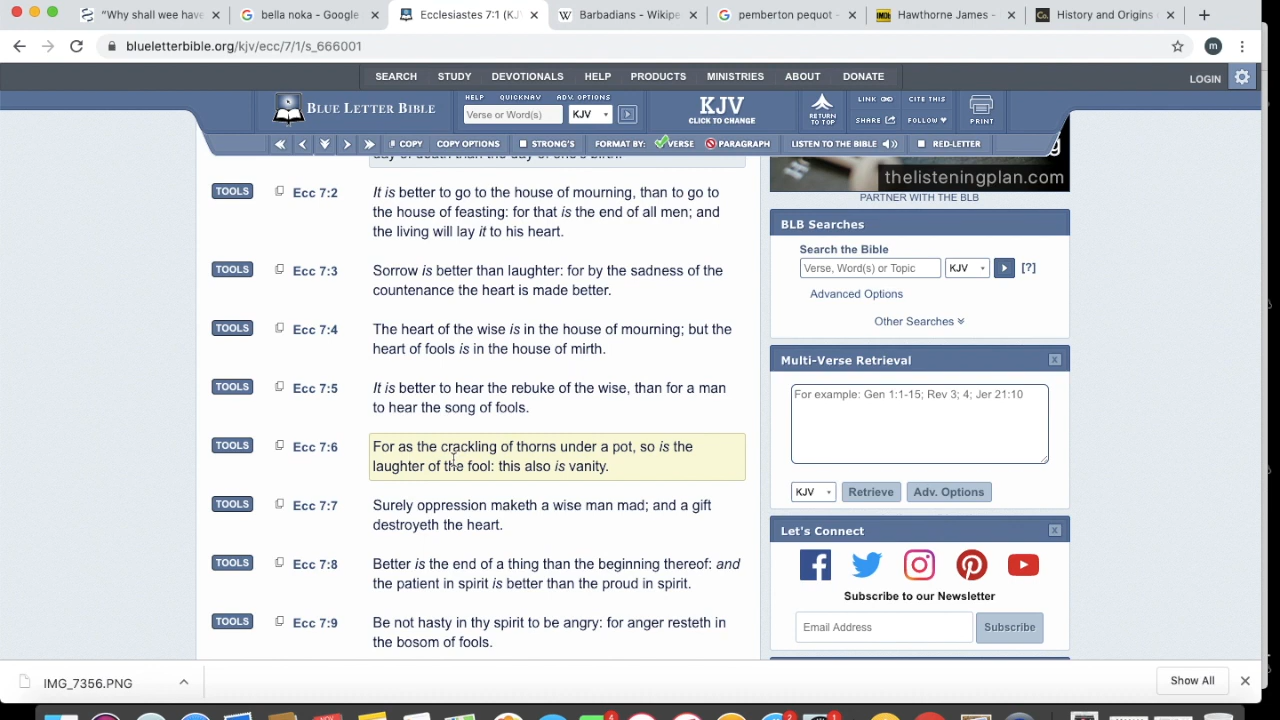 "Why shall wee have
bella noka - Google
Ecclesiastes 7:1 (KJV
Barbadians - Wikipe
pemberton pequot -
Hawthorne James -
Co.
History and Origins o
blueletterbible.org/kjv/ecc/7/1/s_666001
m
SEARCH STUDY DEVOTIONALS HELP PRODUCTS MINISTRIES ABOUT DONATE
LOGIN
BLUE LETTER BIBLE
HELP QUICKNAV ADV. OPTIONS
Verse or Word(s) KJV
KJV
CLICK TO CHANGE
RETURN
TO TOP
LINK CITE THIS
SHARE FOLLOW
PRINT
COPY COPY OPTIONS STRONG'S FORMAT BY: VERSE PARAGRAPH LISTEN TO THE BIBLE RED-LETTER
day of death than the day of one's birth.
TOOLS Ecc 7:2 It is better to go to the house of mourning, than to go to
the house of feasting: for that is the end of all men; and
the living will lay it to his heart.
TOOLS Ecc 7:3 Sorrow is better than laughter: for by the sadness of the
countenance the heart is made better.
TOOLS Ecc 7:4 The heart of the wise is in the house of mourning; but the
heart of fools is in the house of mirth.
TOOLS Ecc 7:5 It is better to hear the rebuke of the wise, than for a man
to hear the song of fools.
TOOLS Ecc 7:6 For as the crackling of thorns under a pot, so is the
laughter of the fool: this also is vanity.
TOOLS Ecc 7:7 Surely oppression maketh a wise man mad; and a gift
destroyeth the heart.
TOOLS Ecc 7:8 Better is the end of a thing than the beginning thereof: and
the patient in spirit is better than the proud in spirit.
TOOLS Ecc 7:9 Be not hasty in thy spirit to be angry: for anger resteth in
the bosom of fools.
thelisteningplan.com
PARTNER WITH THE BLB
BLB Searches
Search the Bible
Verse, Word(s) or Topic KJV [?]
Advanced Options
Other Searches
Multi-Verse Retrieval
For example: Gen 1:1-15; Rev 3; 4; Jer 21:10
KJV Retrieve Adv. Options
Let's Connect
Subscribe to our Newsletter
Email Address Subscribe
IMG_7356.PNG
Show All